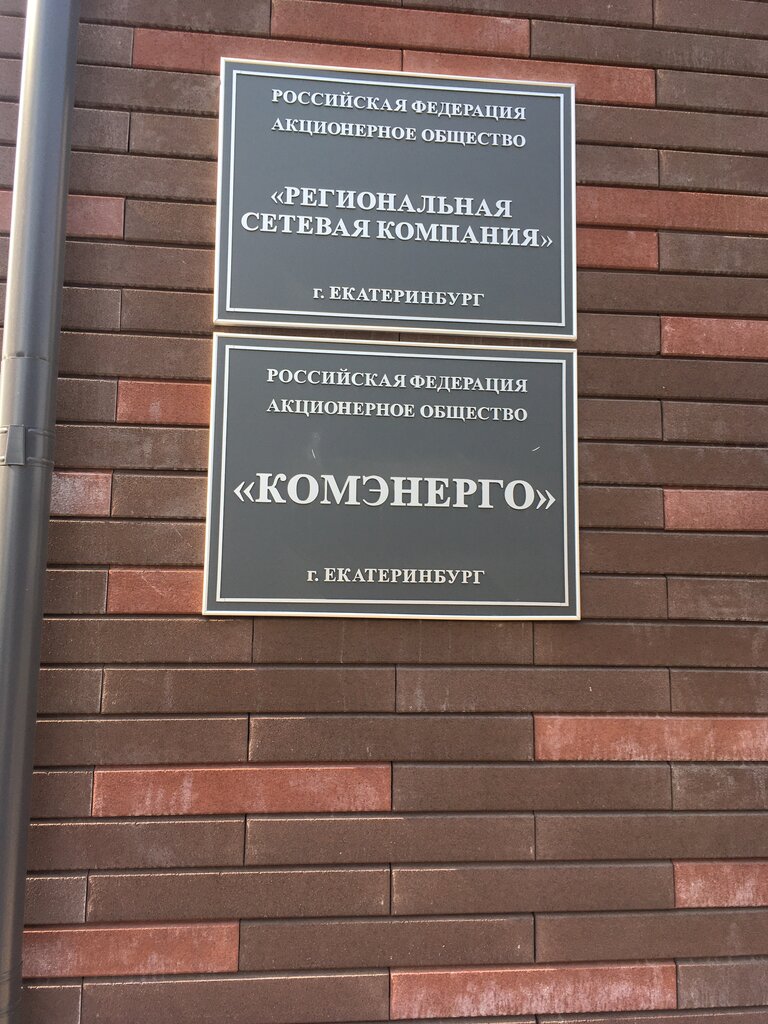 РОССИЙСКАЯ ФЕДЕРАЦИЯ
АКЦИОНЕРНОЕ ОБЩЕСТВО
«РЕГИОНАЛЬНАЯ
СЕТЕВАЯ КОМПАНИЯ»
г. ЕКАТЕРИНБУРГ
РОССИЙСКАЯ ФЕДЕРАЦИЯ
АКЦИОНЕРНОЕ ОБЩЕСТВО
«КОМЭНЕРГО»
г. ЕКАТЕРИНБУРГ